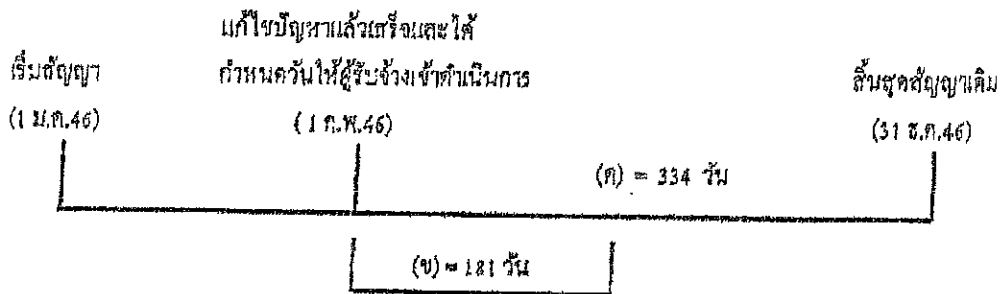 แก้ไขปัญหาแล้วเสร็จและได้
เริ่มสัญญา กำหนดวันให้ผู้รับจ้างเข้าดำเนินการ สิ้นสุดสัญญาเดิม
(1 ม.ค.46) (1 ก.พ.46) (31 ธ.ค.46)
(ค) = 334 วัน
(ข) = 181 วัน